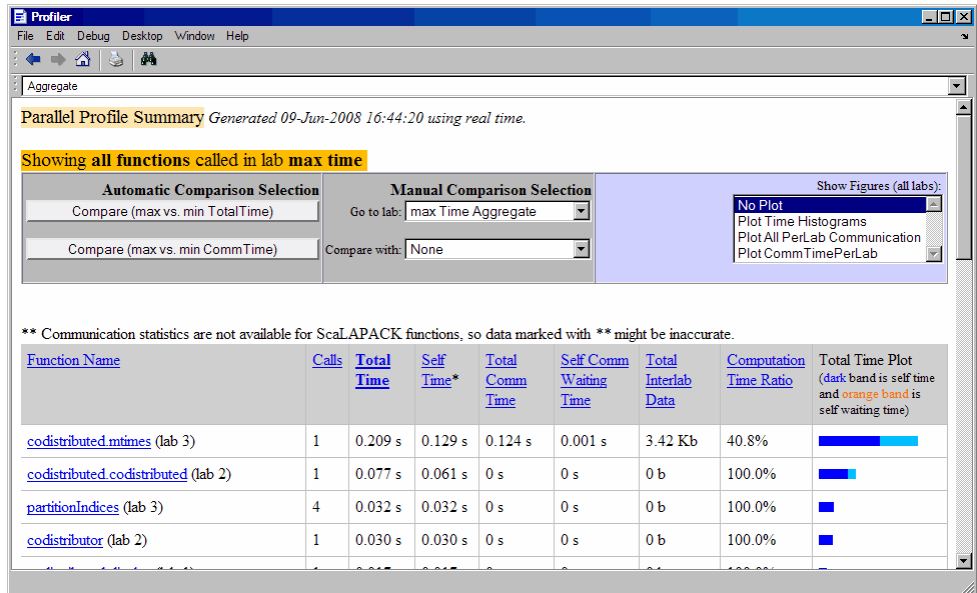 Profiler
File Edit Debug Desktop Window Help
Aggregate
Parallel Profile Summary Generated 09-Jun-2008 16:44:20 using real time.
Showing all functions called in lab max time
Automatic Comparison Selection
Compare (max vs. min TotalTime)
Compare (max vs. min CommTime)
Manual Comparison Selection
Go to lab: max Time Aggregate
Compare with: None
Show Figures (all labs):
No Plot
Plot Time Histograms
Plot All PerLab Communication
Plot CommTimePerLab
** Communication statistics are not available for ScaLAPACK functions, so data marked with ** might be inaccurate.
Function Name Calls Total Time Self Time* Total Comm Time Self Comm Waiting Time Total Interlab Data Computation Time Ratio Total Time Plot (dark band is self time and orange band is self waiting time)
codistributed.mtimes (lab 3) 1 0.209 s 0.129 s 0.124 s 0.001 s 3.42 Kb 40.8%
codistributed.codistributed (lab 2) 1 0.077 s 0.061 s 0 s 0 s 0 b 100.0%
partitionIndices (lab 3) 4 0.032 s 0.032 s 0 s 0 s 0 b 100.0%
codistributor (lab 2) 1 0.030 s 0.030 s 0 s 0 s 0 b 100.0%